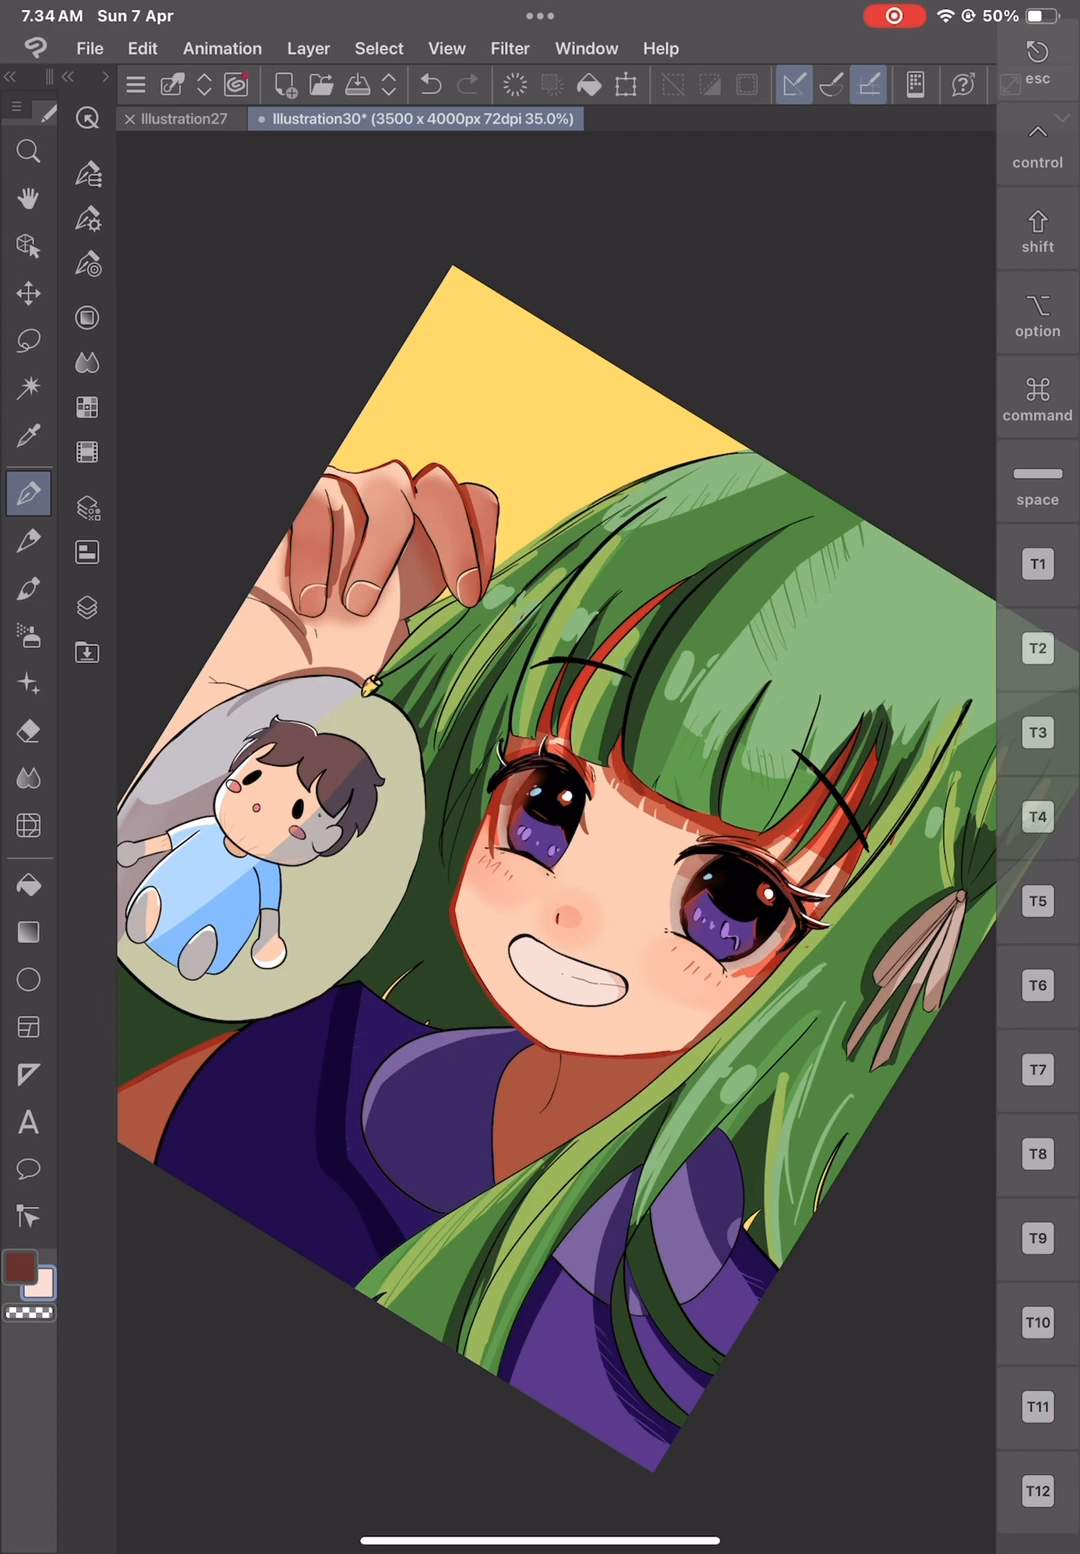 7.34 AM Sun 7 Apr
50%
File Edit Animation Layer Select View Filter Window Help
esc
Illustration27
Illustration30* (3500 x 4000px 72dpi 35.0%)
control
shift
option
command
space
T1
T2
T3
T4
T5
T6
T7
T8
T9
T10
T11
T12